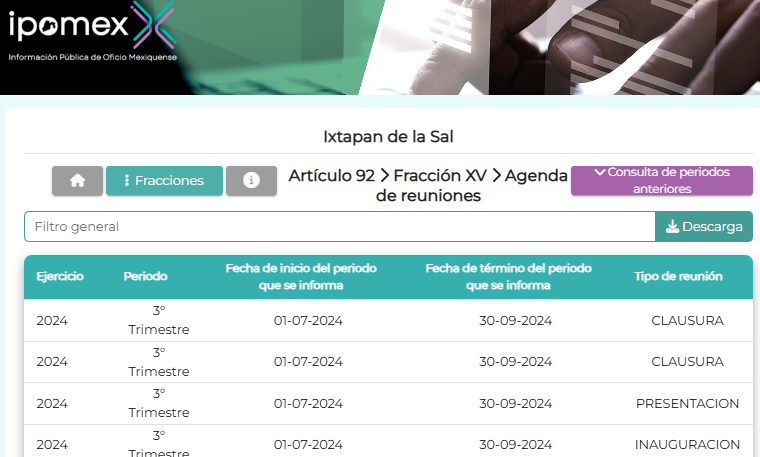 ipomex
Información Pública de Oficio Mexiquense
Ixtapan de la Sal
Fracciones
Artículo 92 > Fracción XV > Agenda
de reuniones
Consulta de periodos
anteriores
Filtro general
Descarga
Ejercicio Periodo Fecha de inicio del periodo Fecha de término del periodo Tipo de reunión
que se informa que se informa
2024 3° 01-07-2024 30-09-2024 CLAUSURA
Trimestre
2024 3° 01-07-2024 30-09-2024 CLAUSURA
Trimestre
2024 3° 01-07-2024 30-09-2024 PRESENTACION
Trimestre
2024 3° 01-07-2024 30-09-2024 INAUGURACION
Trimestre